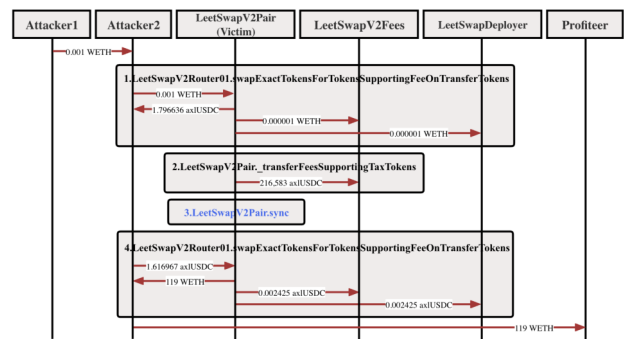 Attacker1
Attacker2
LeetSwapV2Pair
(Victim)
LeetSwapV2Fees
LeetSwapDeployer
Profiteer
0.001 WETH
1.LeetSwapV2Router01.swapExactTokensForTokensSupportingFeeOnTransferTokens
0.001 WETH
1.796636 axlUSDC
0.000001 WETH
0.000001 WETH
2.LeetSwapV2Pair._transferFeesSupportingTaxTokens
216,583 axlUSDC
3.LeetSwapV2Pair.sync
4.LeetSwapV2Router01.swapExactTokensForTokensSupportingFeeOnTransferTokens
1.616967 axlUSDC
119 WETH
0.002425 axlUSDC
0.002425 axlUSDC
119 WETH